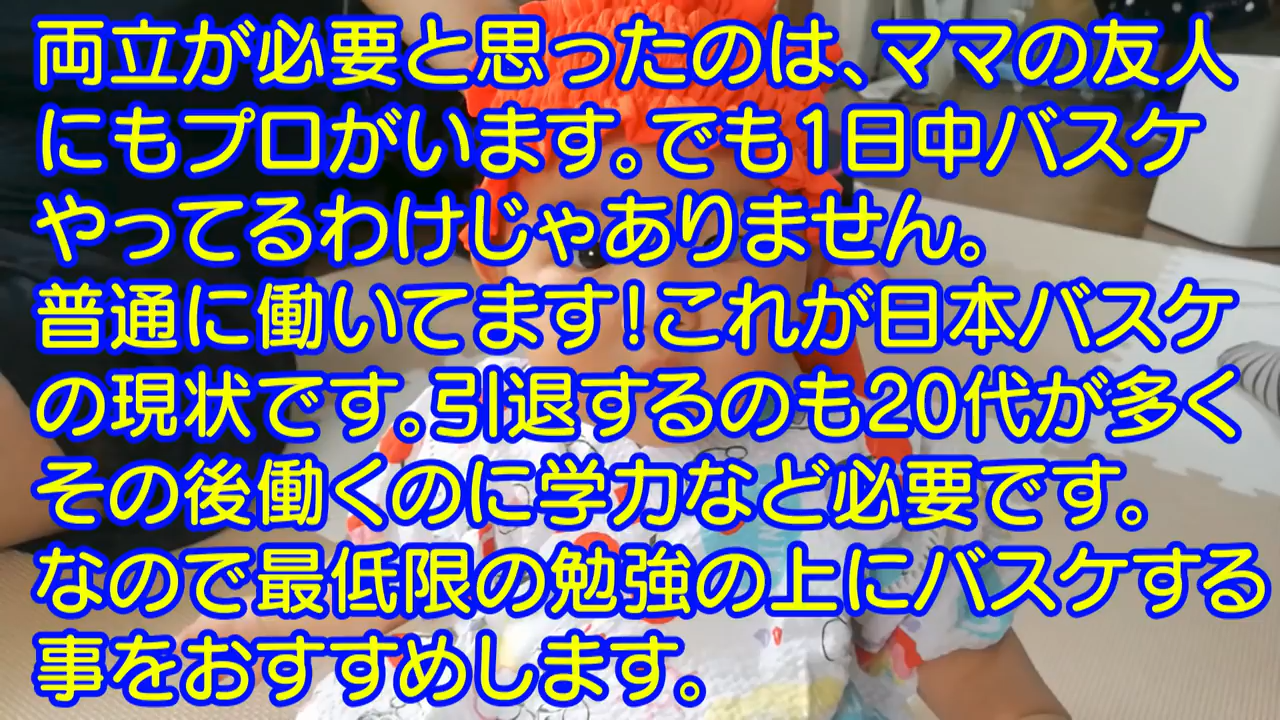 両立が必要と思ったのは、ママの友人
にもプロがいます。でも1日中バスケ
やってるわけじゃありません。
普通に働いてます!これが日本バスケ
の現状です。引退するのも20代が多く
その後働くのに学力など必要です。
なので最低限の勉強の上にバスケする
事をおすすめします。